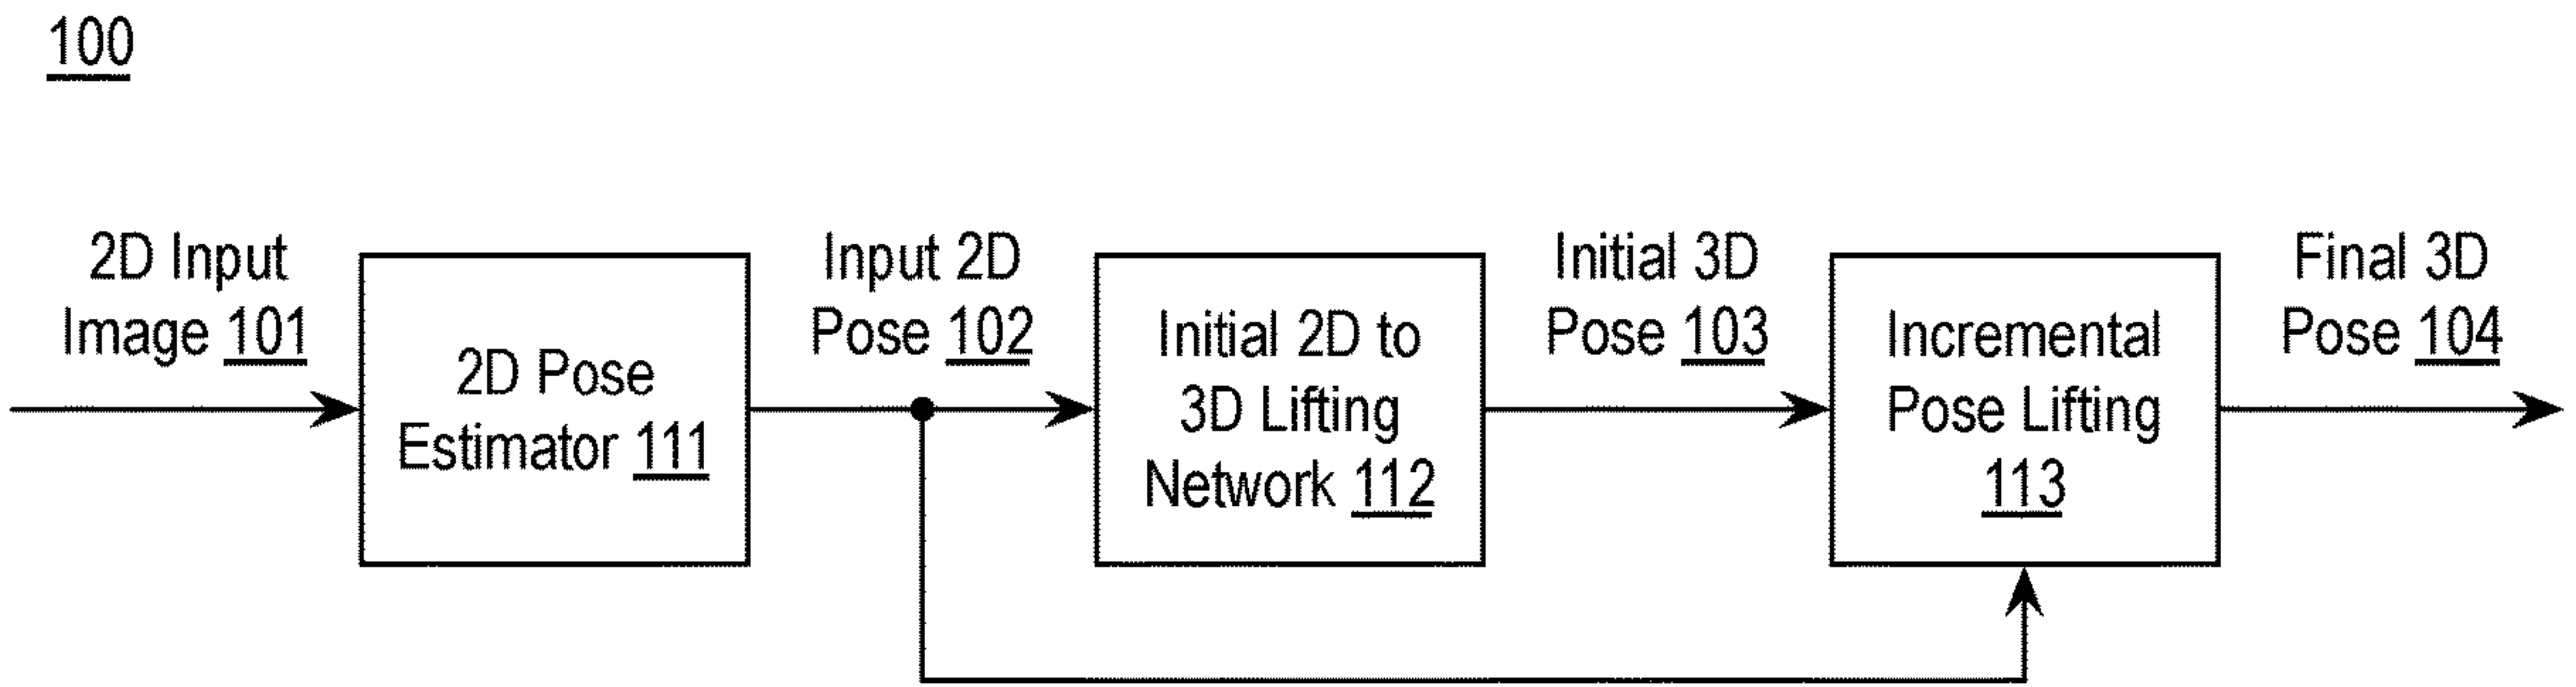 100
2D Input
Image 101
2D Pose
Estimator 111
Input 2D
Pose 102
Initial 2D to
3D Lifting
Network 112
Initial 3D
Pose 103
Incremental
Pose Lifting
113
Final 3D
Pose 104